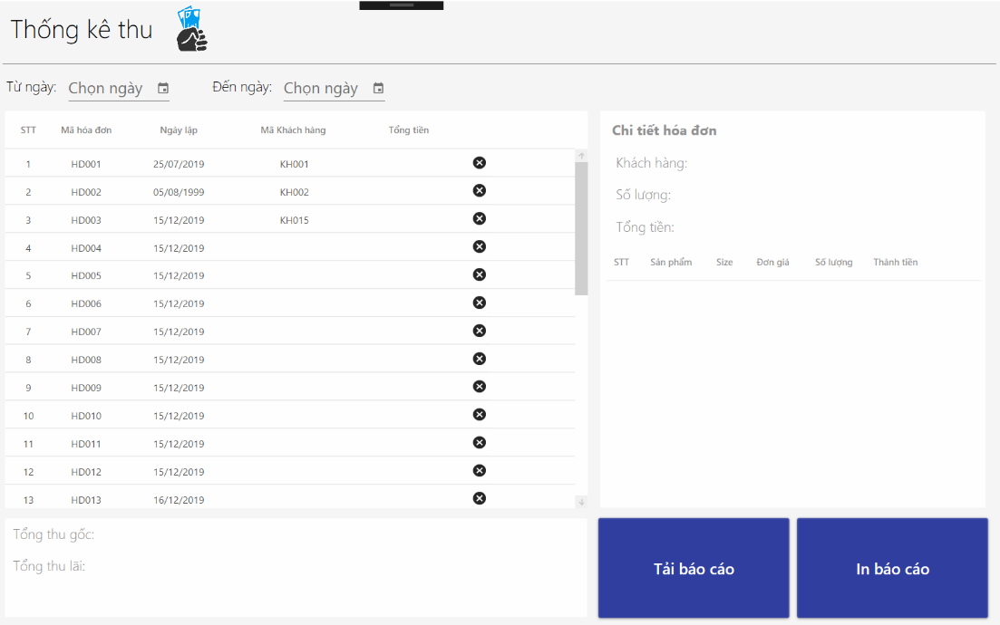 Thống kê thu
Từ ngày: Chọn ngày Đến ngày: Chọn ngày
STT Mã hóa đơn Ngày lập Mã Khách hàng Tổng tiền
1 HD001 25/07/2019 KH001
2 HD002 05/08/1999 KH002
3 HD003 15/12/2019 KH015
4 HD004 15/12/2019
5 HD005 15/12/2019
6 HD006 15/12/2019
7 HD007 15/12/2019
8 HD008 15/12/2019
9 HD009 15/12/2019
10 HD010 15/12/2019
11 HD011 15/12/2019
12 HD012 15/12/2019
13 HD013 16/12/2019
Chi tiết hóa đơn
Khách hàng:
Số lượng:
Tổng tiền:
STT Sản phẩm Size Đơn giá Số lượng Thành tiền
Tổng thu gốc:
Tổng thu lãi:
Tải báo cáo
In báo cáo